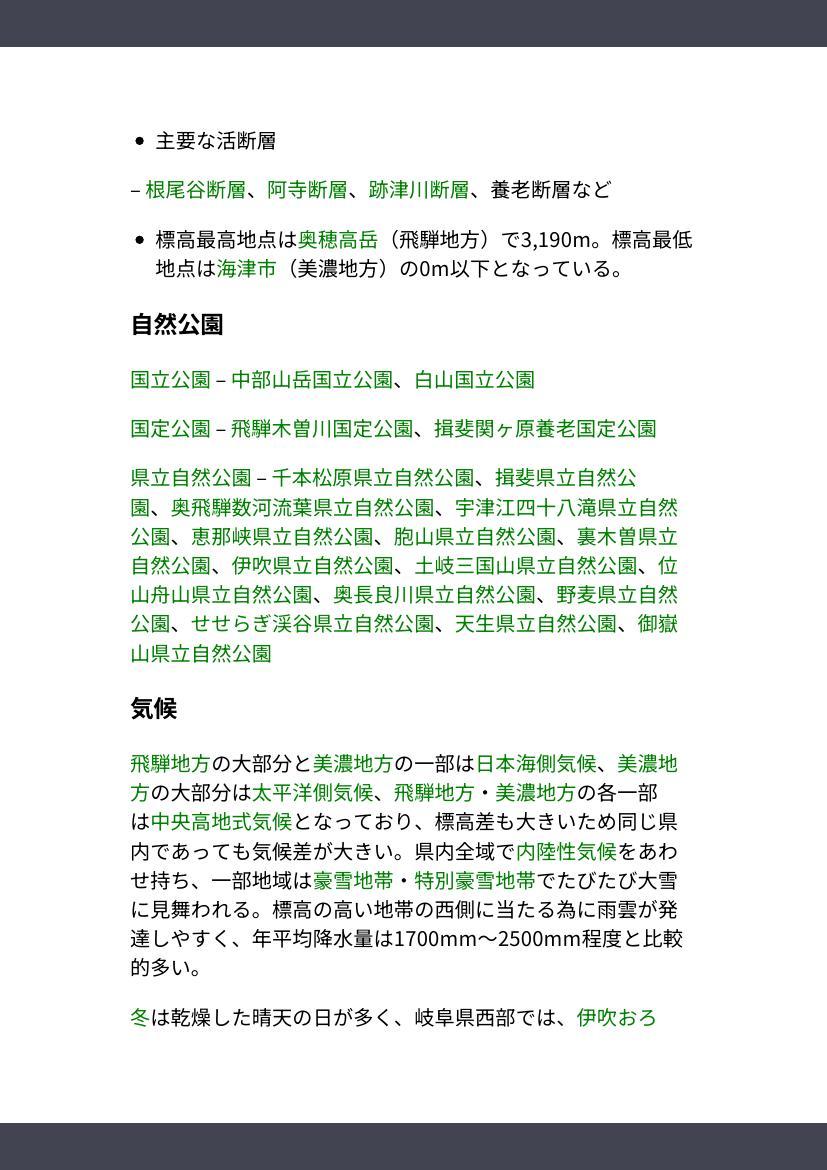 • 主要な活断層
– 根尾谷断層、阿寺断層、跡津川断層、養老断層など
• 標高最高地点は奥穂高岳（飛騨地方）で3,190m。標高最低
地点は海津市（美濃地方）の0m以下となっている。
自然公園
国立公園 – 中部山岳国立公園、白山国立公園
国定公園 – 飛騨木曽川国定公園、揖斐関ヶ原養老国定公園
県立自然公園 – 千本松原県立自然公園、揖斐県立自然公
園、奥飛騨数河流葉県立自然公園、宇津江四十八滝県立自然
公園、恵那峡県立自然公園、胞山県立自然公園、裏木曽県立
自然公園、伊吹県立自然公園、土岐三国山県立自然公園、位
山舟山県立自然公園、奥長良川県立自然公園、野麦県立自然
公園、せせらぎ渓谷県立自然公園、天生県立自然公園、御嶽
山県立自然公園
気候
飛騨地方の大部分と美濃地方の一部は日本海側気候、美濃地
方の大部分は太平洋側気候、飛騨地方・美濃地方の各一部
は中央高地式気候となっており、標高差も大きいため同じ県
内であっても気候差が大きい。県内全域で内陸性気候をあわ
せ持ち、一部地域は豪雪地帯・特別豪雪地帯でたびたび大雪
に見舞われる。標高の高い地帯の西側に当たる為に雨雲が発
達しやすく、年平均降水量は1700mm～2500mm程度と比較
的多い。
冬は乾燥した晴天の日が多く、岐阜県西部では、伊吹おろ